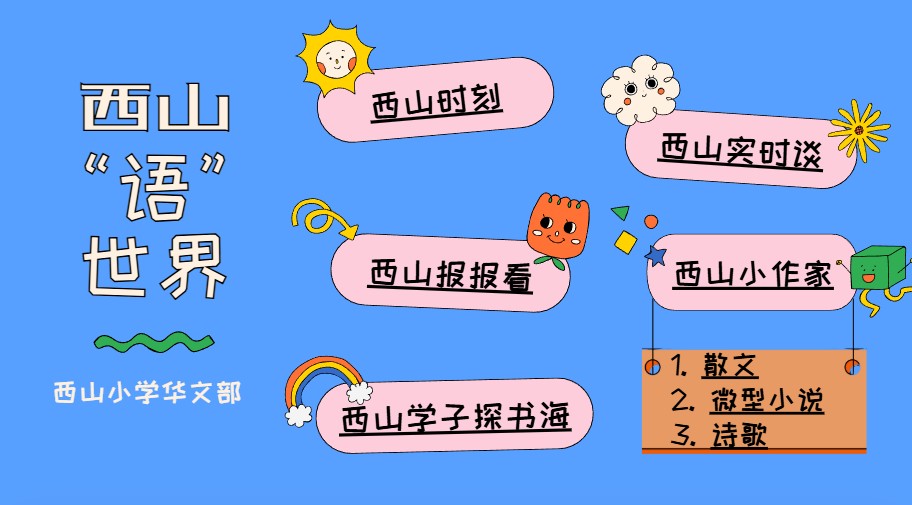 西山
“语”
世界
西山小学华文部
西山时刻
西山实时谈
西山报报看
西山小作家
1. 散文
2. 微型小说
3. 诗歌
西山学子探书海